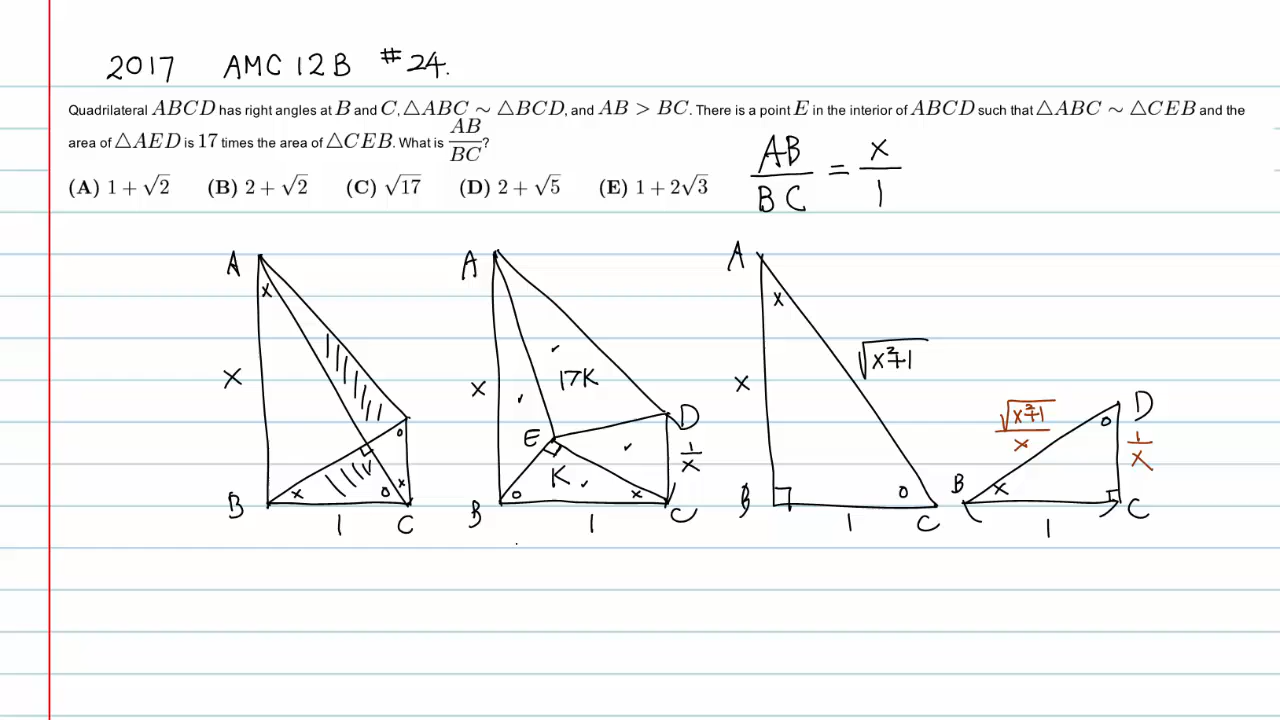 2017 AMC 12B #24.
Quadrilateral ABCD has right angles at B and C, △ABC ∼ △BCD, and AB > BC. There is a point E in the interior of ABCD such that △ABC ∼ △CEB and the
area of △AED is 17 times the area of △CEB. What is AB/BC?
(A) 1 + √2 (B) 2 + √2 (C) √17 (D) 2 + √5 (E) 1 + 2√3
AB/BC = x/1
A x x o x x o B 1 C
A 17K x E D 1/x K o x B 1 C
A x √x²+1 x o B 1 C
√x²+1/x D o 1/x B x C 1